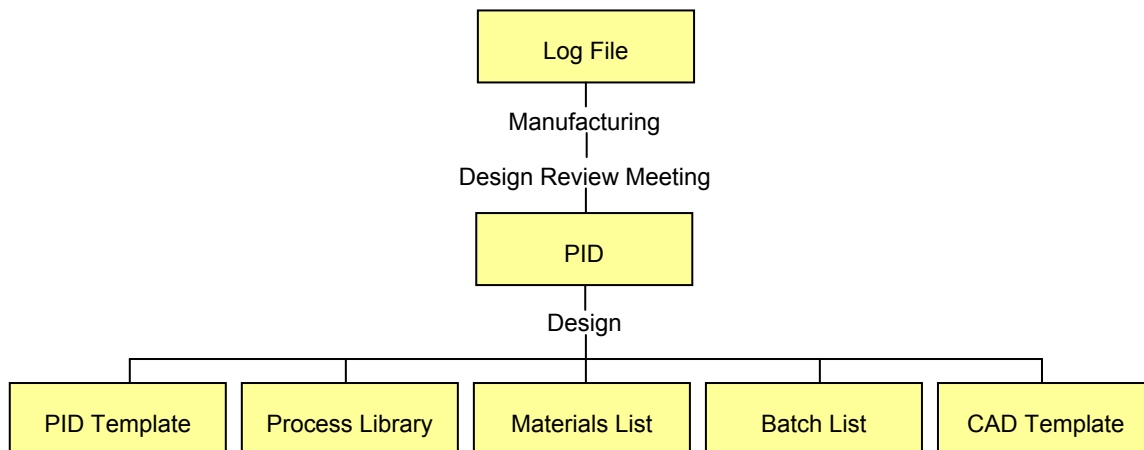 Log File
Manufacturing
Design Review Meeting
PID
Design
PID Template
Process Library
Materials List
Batch List
CAD Template